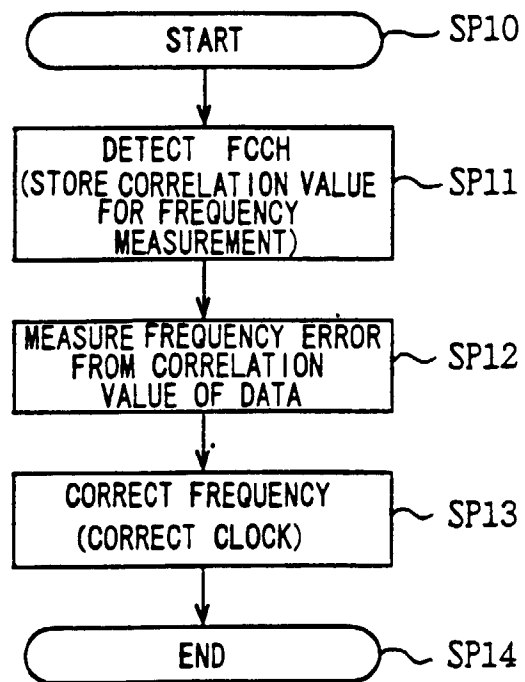 START
SP10
DETECT FCCH
(STORE CORRELATION VALUE
FOR FREQUENCY
MEASUREMENT)
SP11
MEASURE FREQUENCY ERROR
FROM CORRELATION
VALUE OF DATA
SP12
CORRECT FREQUENCY
(CORRECT CLOCK)
SP13
END
SP14